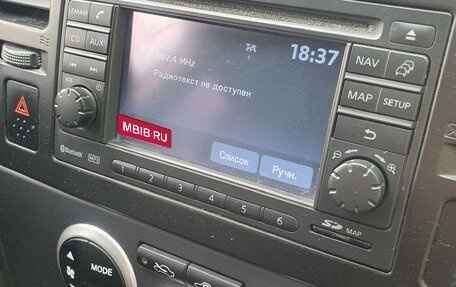 FM·AM
CD AUX
VOL
Bluetooth MP3
TA 18:37
107.4 MHz
Радиотекст не доступен
MBIB·RU
Список Ручн.
1 2 3 4 5 6
NAV
MAP SETUP
SD MAP
MODE